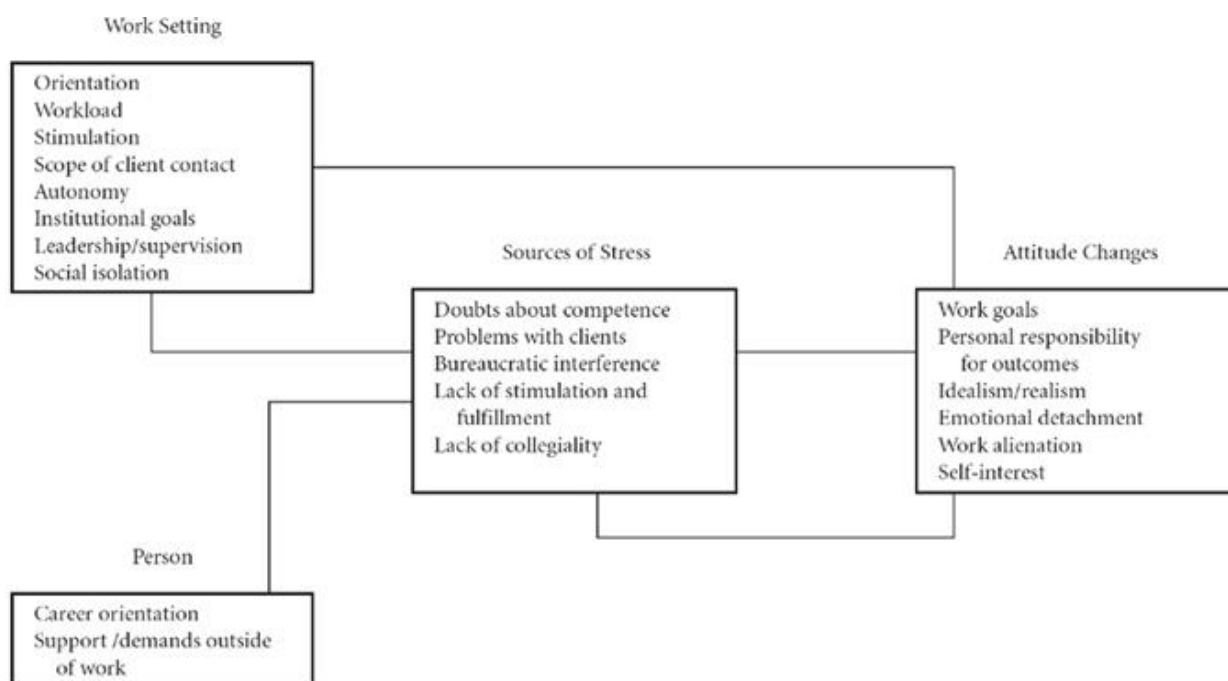 Work Setting
Orientation
Workload
Stimulation
Scope of client contact
Autonomy
Institutional goals
Leadership/supervision
Social isolation
Sources of Stress
Doubts about competence
Problems with clients
Bureaucratic interference
Lack of stimulation and
fulfillment
Lack of collegiality
Attitude Changes
Work goals
Personal responsibility
for outcomes
Idealism/realism
Emotional detachment
Work alienation
Self-interest
Person
Career orientation
Support /demands outside
of work